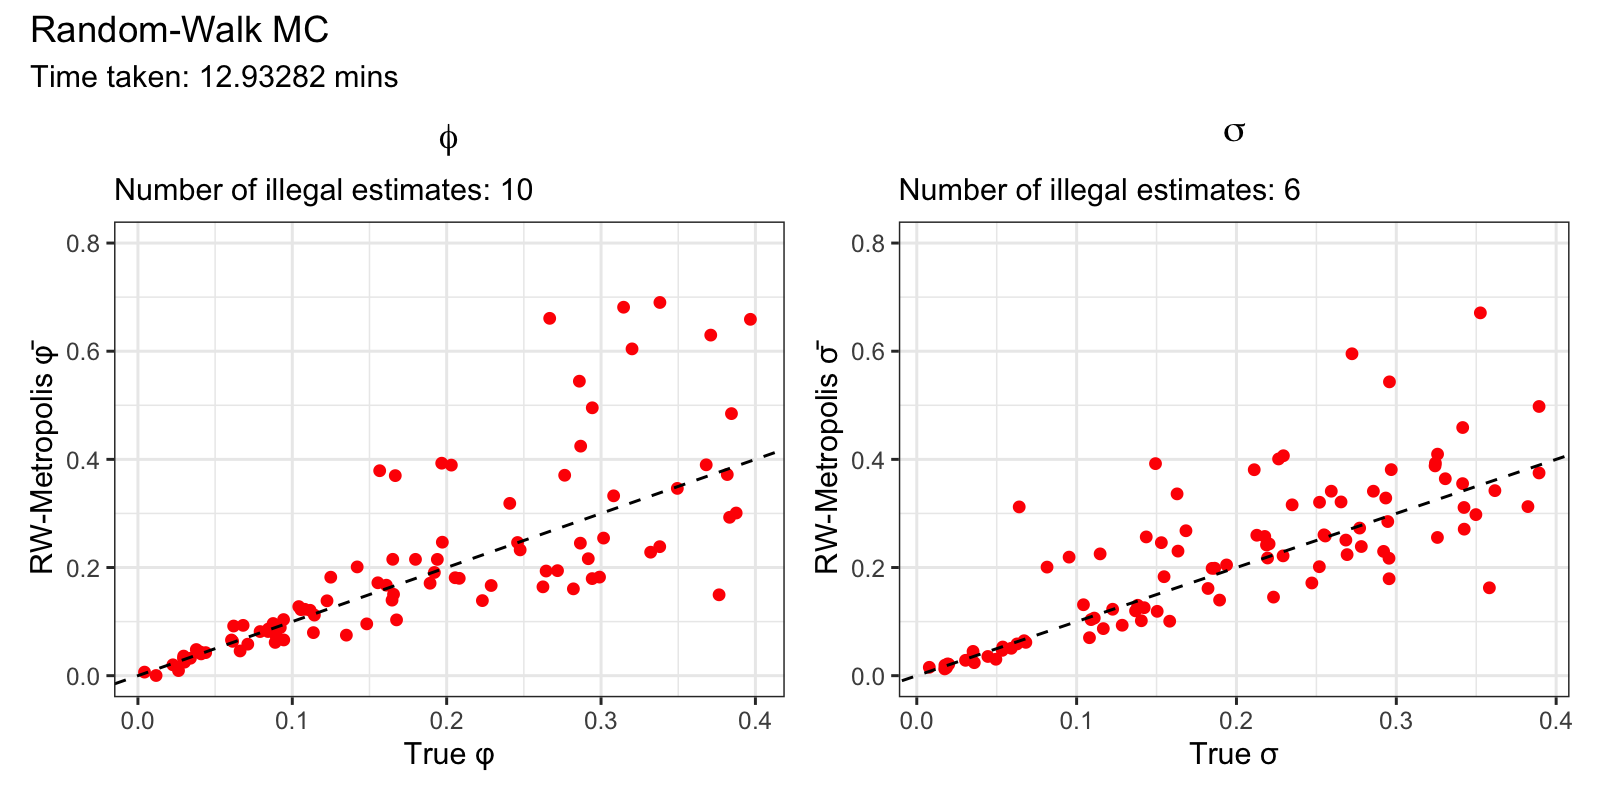 Random-Walk MC
Time taken: 12.93282 mins
ϕ
Number of illegal estimates: 10
RW-Metropolis φ̄
0.8
0.6
0.4
0.2
0.0
0.0 0.1 0.2 0.3 0.4
True φ
σ
Number of illegal estimates: 6
RW-Metropolis σ̄
0.8
0.6
0.4
0.2
0.0
0.0 0.1 0.2 0.3 0.4
True σ